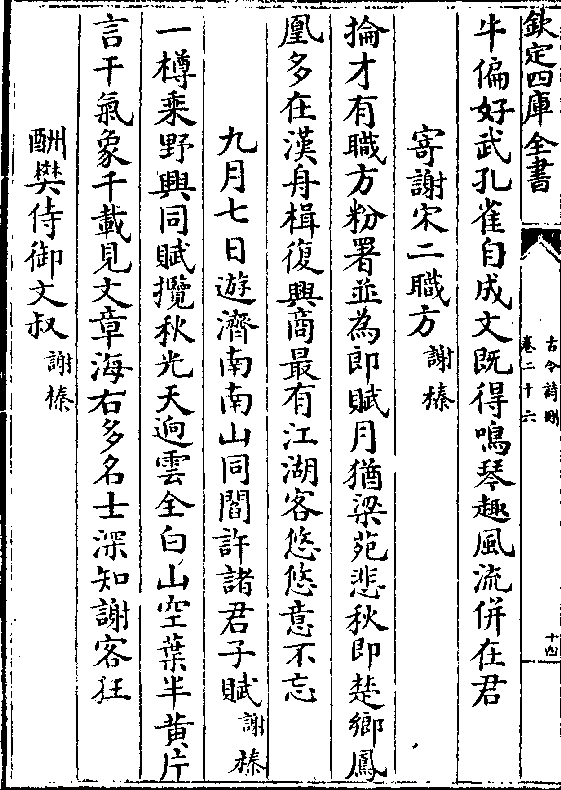 欽定四庫全書
古今詩刪
卷二十六
十四
牛偏好武孔雀自成文既得鳴琴趣風流併在君
寄謝宋二職方 謝榛
掄才有職方粉署並為郎賦月猶梁苑悲秋即楚鄉鳳
凰多在漢舟楫復興商最有江湖客悠悠意不忘
九月七日遊濟南南山同閻許諸君子賦 謝榛
一樽乘野興同賦攬秋光天逈雲全白山空葉半黄片
言干氣象千載見文章海右多名士深知謝客狂
酬樊侍御文叔 謝榛